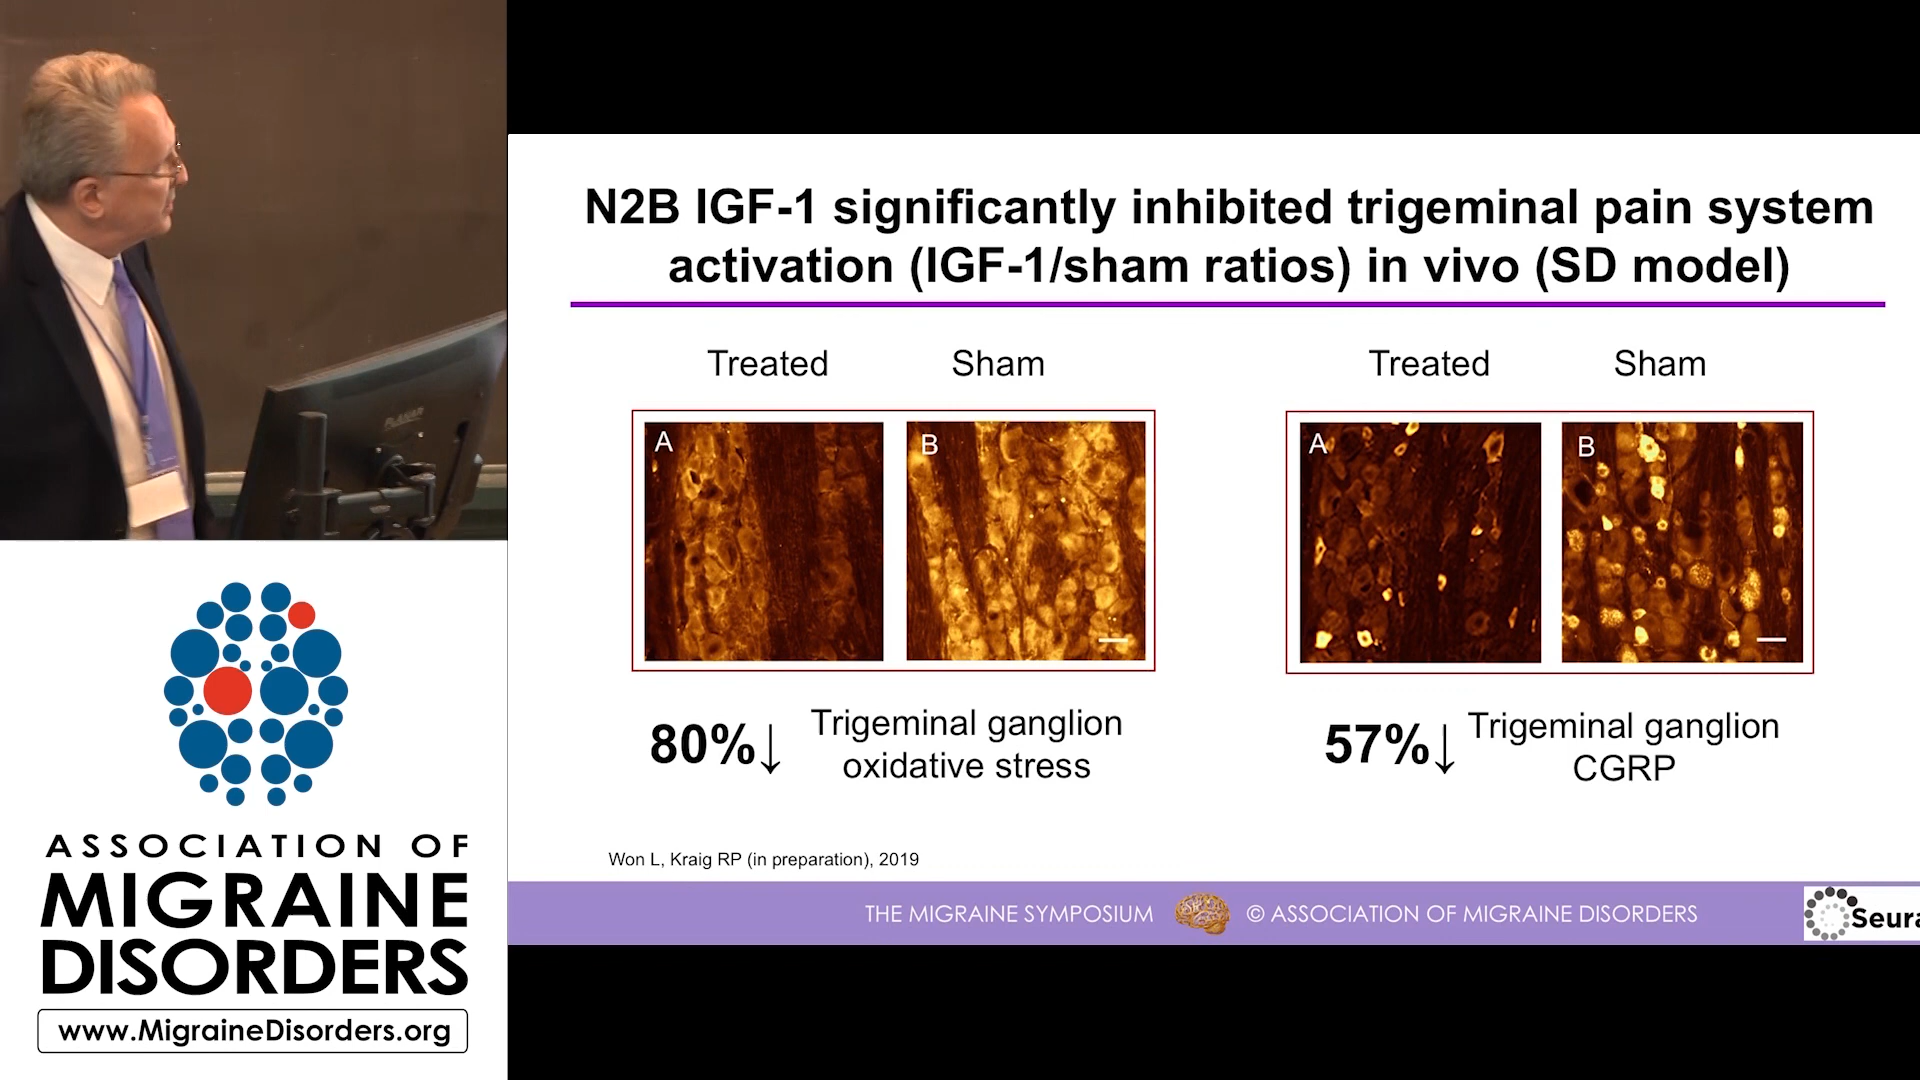 N2B IGF-1 significantly inhibited trigeminal pain system
activation (IGF-1/sham ratios) in vivo (SD model)
Treated
Sham
Treated
Sham
A
B
A
B
80%↓
Trigeminal ganglion
oxidative stress
57%↓
Trigeminal ganglion
CGRP
Won L, Kraig RP (in preparation), 2019
THE MIGRAINE SYMPOSIUM
© ASSOCIATION OF MIGRAINE DISORDERS
PLANAR
ASSOCIATION OF
MIGRAINE
DISORDERS
www.MigraineDisorders.org